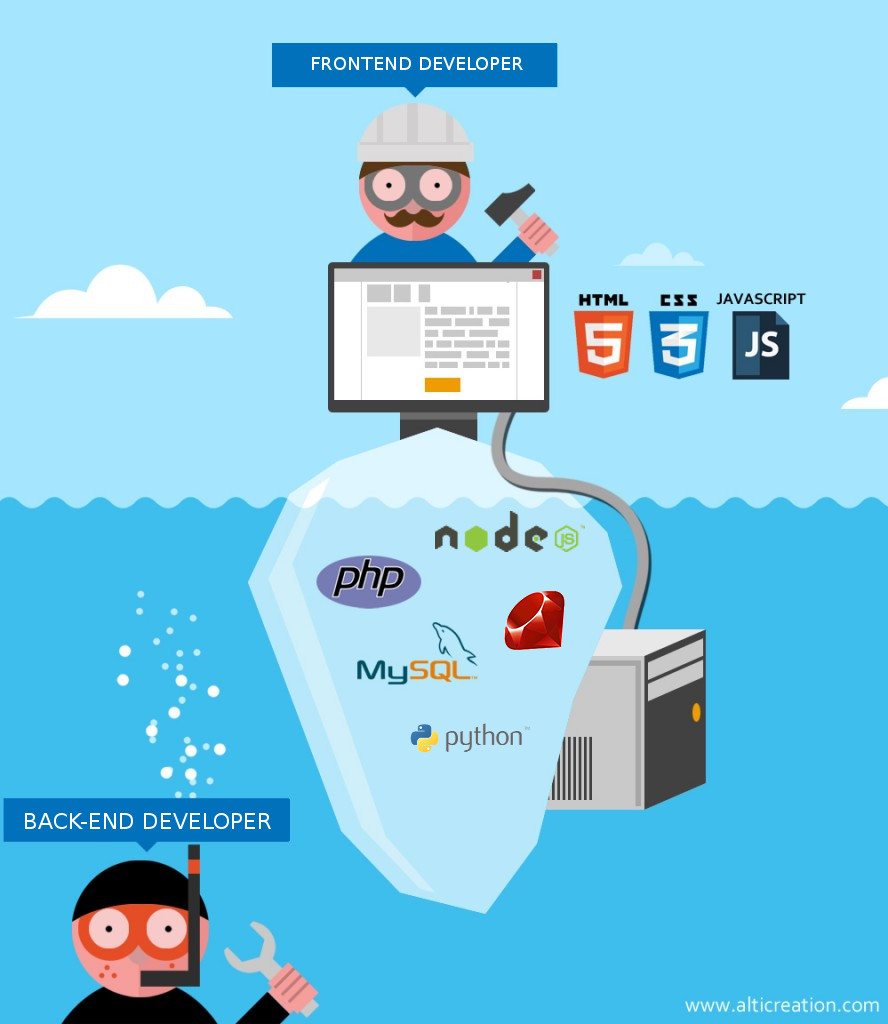 FRONTEND DEVELOPER
HTML CSS JAVASCRIPT
5 3 JS
node JS
php
MySQL
python
BACK-END DEVELOPER
www.alticreation.com